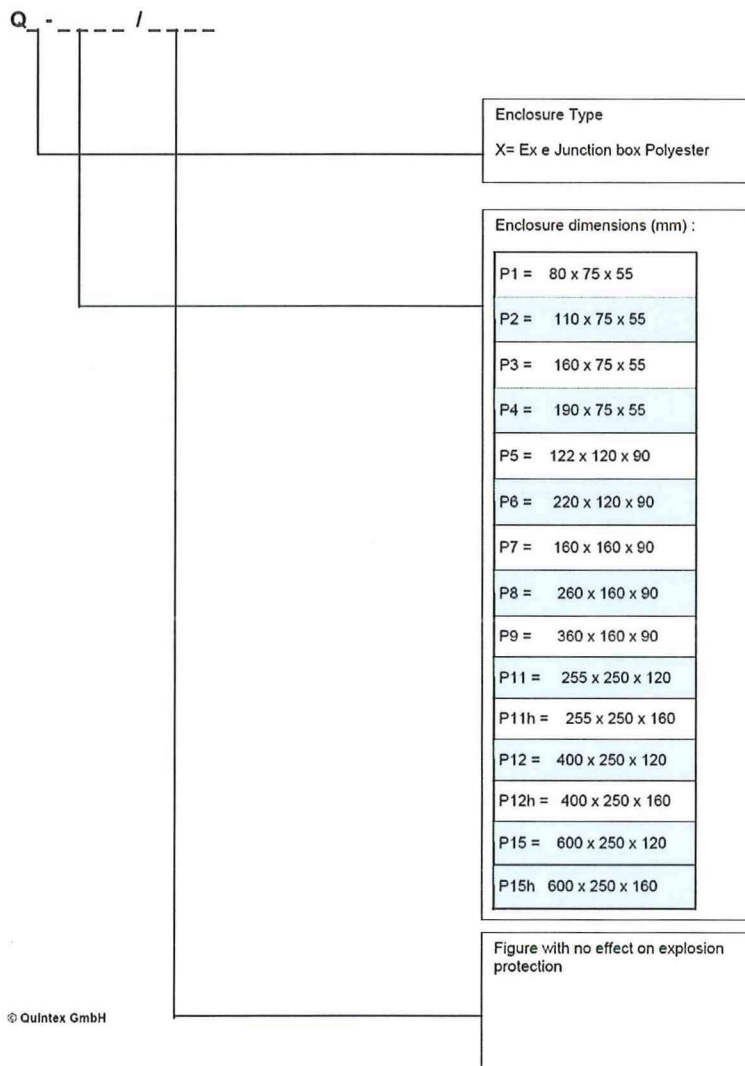 Q_-____/____
Enclosure Type
X= Ex e Junction box Polyester
Enclosure dimensions (mm) :
P1 = 80 x 75 x 55
P2 = 110 x 75 x 55
P3 = 160 x 75 x 55
P4 = 190 x 75 x 55
P5 = 122 x 120 x 90
P6 = 220 x 120 x 90
P7 = 160 x 160 x 90
P8 = 260 x 160 x 90
P9 = 360 x 160 x 90
P11 = 255 x 250 x 120
P11h = 255 x 250 x 160
P12 = 400 x 250 x 120
P12h = 400 x 250 x 160
P15 = 600 x 250 x 120
P15h 600 x 250 x 160
Figure with no effect on explosion
protection
© Quintex GmbH